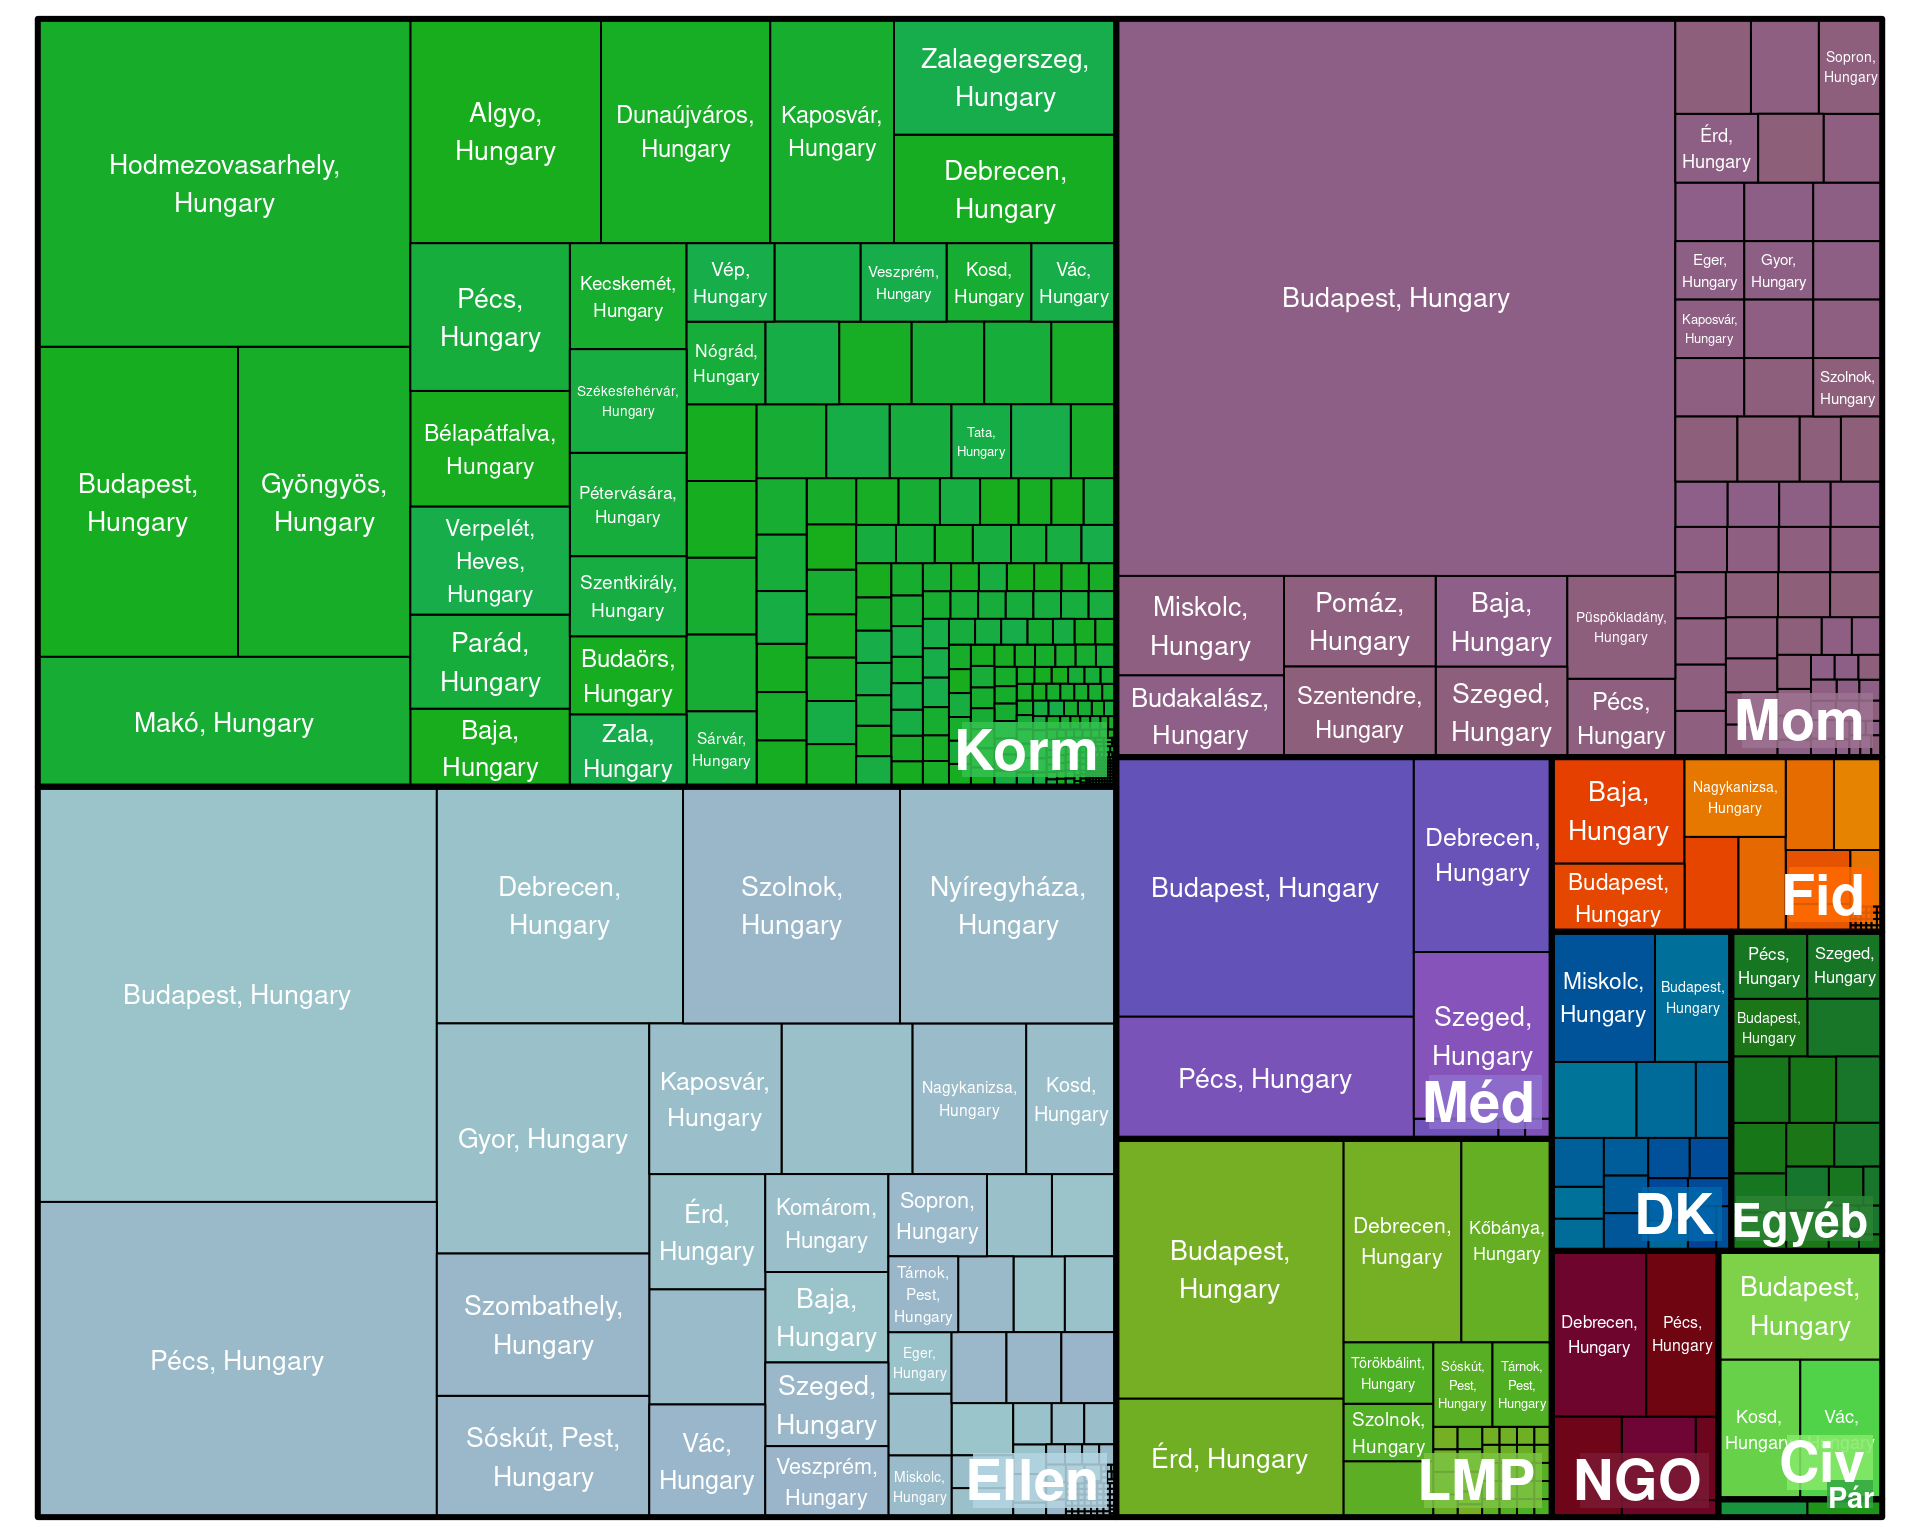 Hodmezovasarhely,
Hungary
Algyo,
Hungary
Dunaújváros,
Hungary
Kaposvár,
Hungary
Zalaegerszeg,
Hungary
Debrecen,
Hungary
Budapest,
Hungary
Gyöngyös,
Hungary
Makó, Hungary
Pécs,
Hungary
Bélapátfalva,
Hungary
Verpelét,
Heves,
Hungary
Parád,
Hungary
Baja,
Hungary
Kecskemét,
Hungary
Székesfehérvár,
Hungary
Pétervására,
Hungary
Szentkirály,
Hungary
Budaörs,
Hungary
Zala,
Hungary
Vép,
Hungary
Veszprém,
Hungary
Kosd,
Hungary
Vác,
Hungary
Nógrád,
Hungary
Tata,
Hungary
Sárvár,
Hungary
Korm
Budapest, Hungary
Miskolc,
Hungary
Budakalász,
Hungary
Pomáz,
Hungary
Szentendre,
Hungary
Baja,
Hungary
Szeged,
Hungary
Püspökladány,
Hungary
Pécs,
Hungary
Sopron,
Hungary
Érd,
Hungary
Eger,
Hungary
Gyor,
Hungary
Kaposvár,
Hungary
Szolnok,
Hungary
Mom
Budapest, Hungary
Pécs, Hungary
Debrecen,
Hungary
Szolnok,
Hungary
Nyíregyháza,
Hungary
Gyor, Hungary
Szombathely,
Hungary
Sóskút, Pest,
Hungary
Kaposvár,
Hungary
Nagykanizsa,
Hungary
Kosd,
Hungary
Érd,
Hungary
Vác,
Hungary
Komárom,
Hungary
Baja,
Hungary
Szeged,
Hungary
Veszprém,
Hungary
Sopron,
Hungary
Tárnok,
Pest,
Hungary
Eger,
Hungary
Miskolc,
Hungary
Ellen
Budapest, Hungary
Pécs, Hungary
Debrecen,
Hungary
Szeged,
Hungary
Méd
Baja,
Hungary
Budapest,
Hungary
Nagykanizsa,
Hungary
Fid
Miskolc,
Hungary
Budapest,
Hungary
DK
Pécs,
Hungary
Szeged,
Hungary
Budapest,
Hungary
Egyéb
Budapest,
Hungary
Érd, Hungary
Debrecen,
Hungary
Kőbánya,
Hungary
Törökbálint,
Hungary
Szolnok,
Hungary
Sóskút,
Pest,
Hungary
Tárnok,
Pest,
Hungary
LMP
Debrecen,
Hungary
Pécs,
Hungary
NGO
Budapest,
Hungary
Kosd,
Hungary
Vác,
Hungary
Civ
Pár